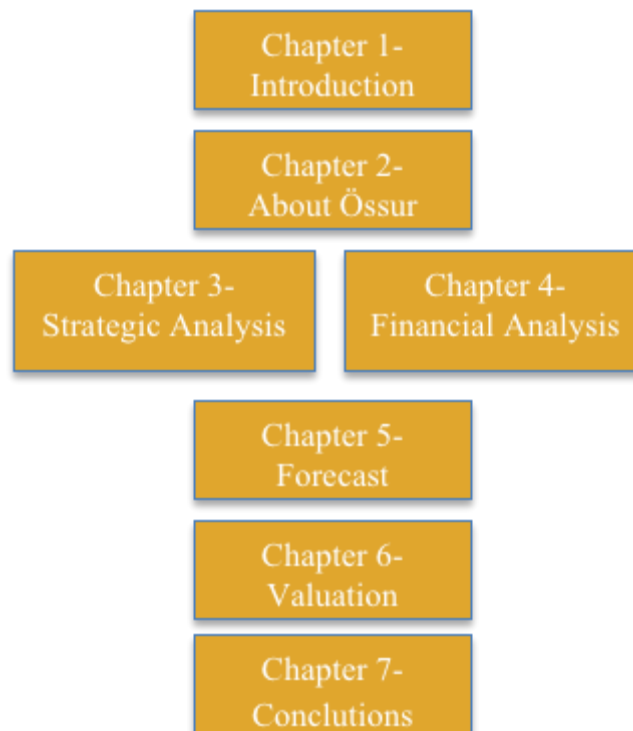 Chapter 1-
Introduction
Chapter 2-
About Össur
Chapter 3-
Strategic Analysis
Chapter 4-
Financial Analysis
Chapter 5-
Forecast
Chapter 6-
Valuation
Chapter 7-
Conclutions